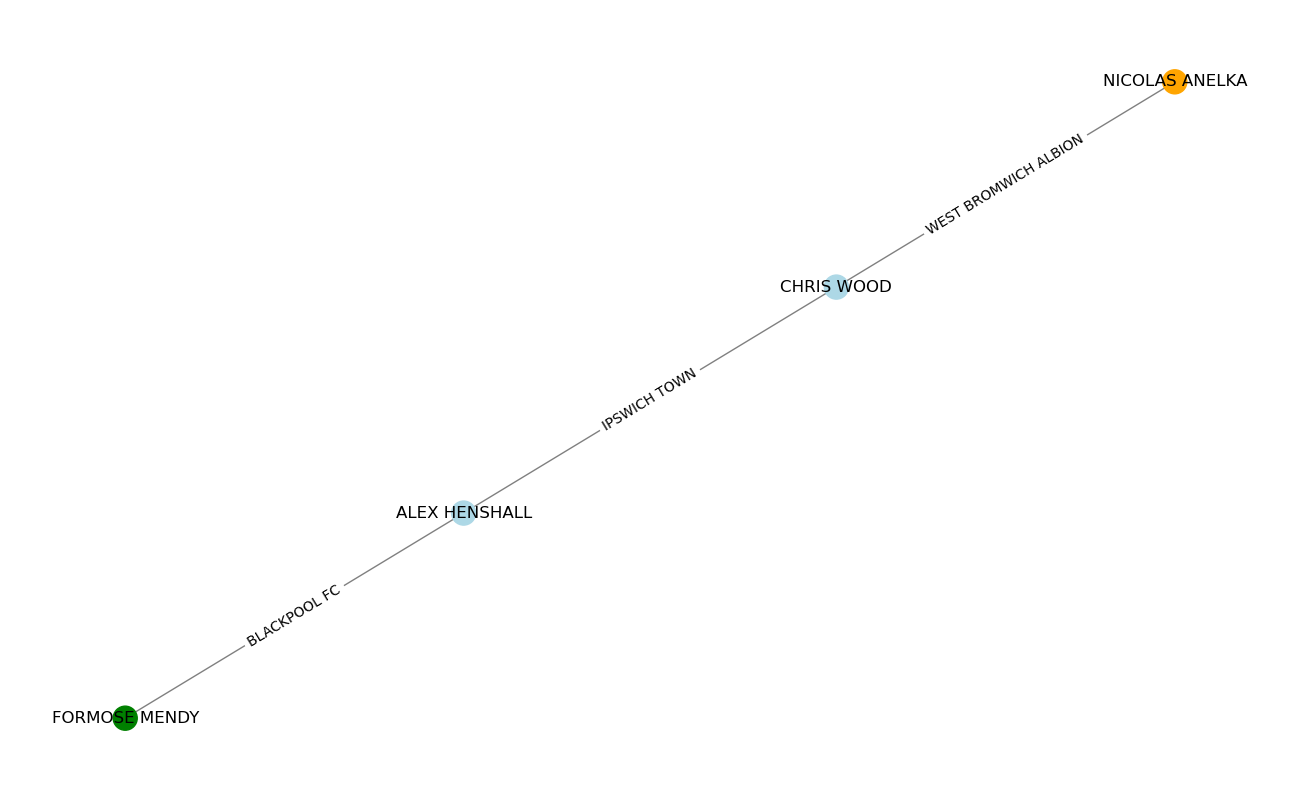 NICOLAS ANELKA
WEST BROMWICH ALBION
CHRIS WOOD
IPSWICH TOWN
ALEX HENSHALL
BLACKPOOL FC
FORMOSE MENDY